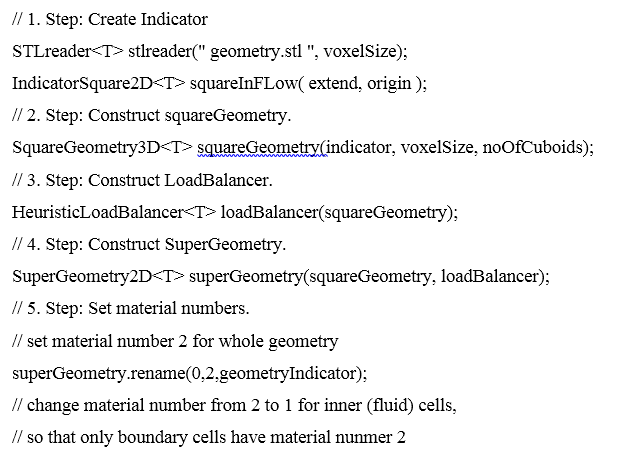 // 1. Step: Create Indicator
STLreader<T> stlreader(" geometry.stl ", voxelSize);
IndicatorSquare2D<T> squareInFLow( extend, origin );
// 2. Step: Construct squareGeometry.
SquareGeometry3D<T> squareGeometry(indicator, voxelSize, noOfCuboids);
// 3. Step: Construct LoadBalancer.
HeuristicLoadBalancer<T> loadBalancer(squareGeometry);
// 4. Step: Construct SuperGeometry.
SuperGeometry2D<T> superGeometry(squareGeometry, loadBalancer);
// 5. Step: Set material numbers.
// set material number 2 for whole geometry
superGeometry.rename(0,2,geometryIndicator);
// change material number from 2 to 1 for inner (fluid) cells,
// so that only boundary cells have material nunmer 2